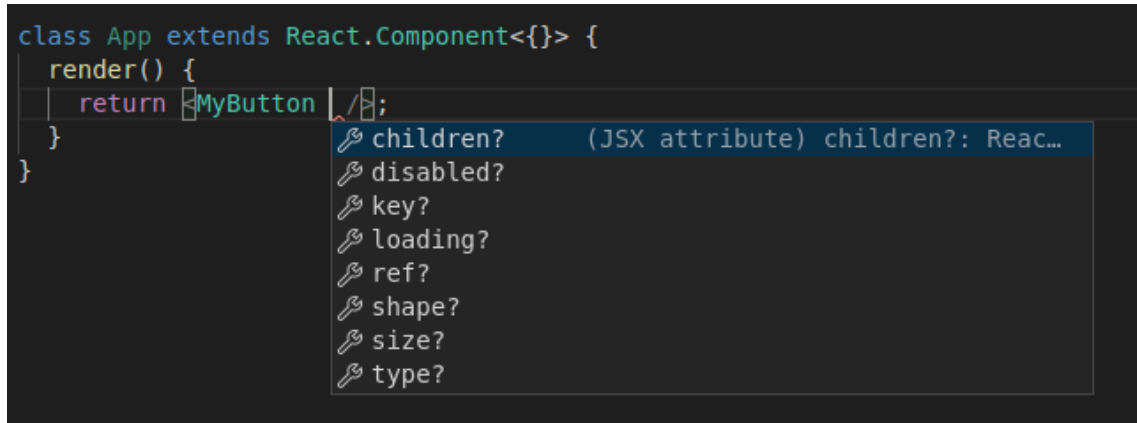 class App extends React.Component<{}> {
render() {
return <MyButton />;
}
}
children? (JSX attribute) children?: Reac…
disabled?
key?
loading?
ref?
shape?
size?
type?